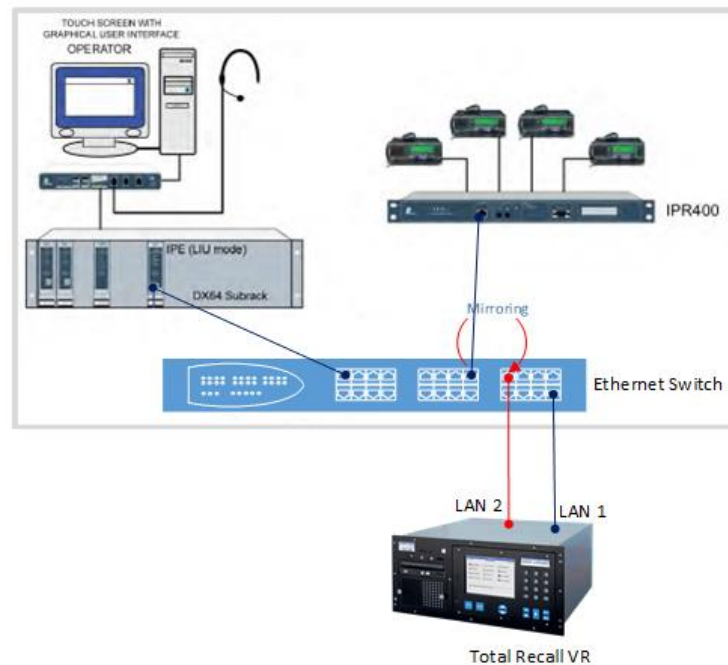 TOUCH SCREEN WITH
GRAPHICAL USER INTERFACE
OPERATOR
IPR400
IPE (LIU mode)
DX64 Subrack
Mirroring
Ethernet Switch
LAN 2
LAN 1
Total Recall VR